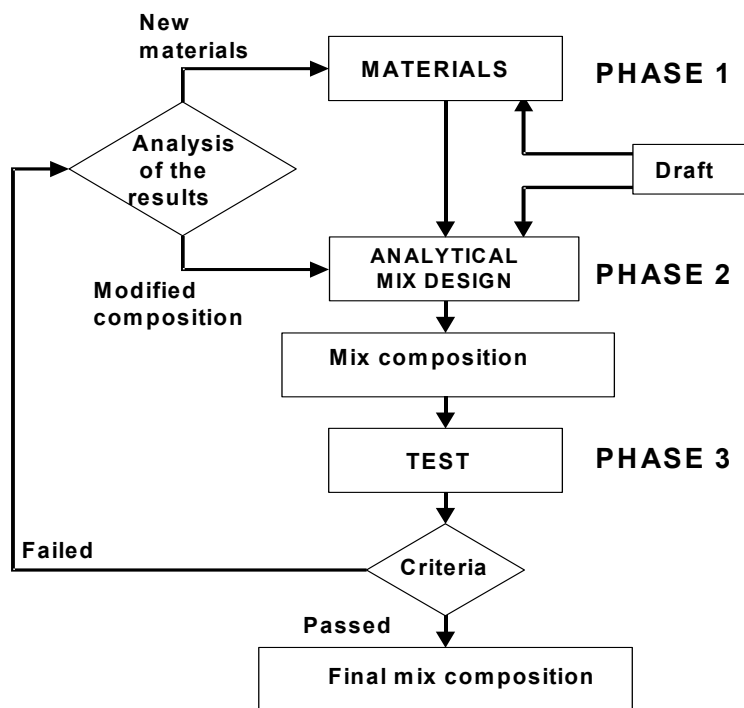 New
materials
MATERIALS
PHASE 1
Analysis
of the
results
Draft
ANALYTICAL
MIX DESIGN
PHASE 2
Modified
composition
Mix composition
TEST
PHASE 3
Failed
Criteria
Passed
Final mix composition